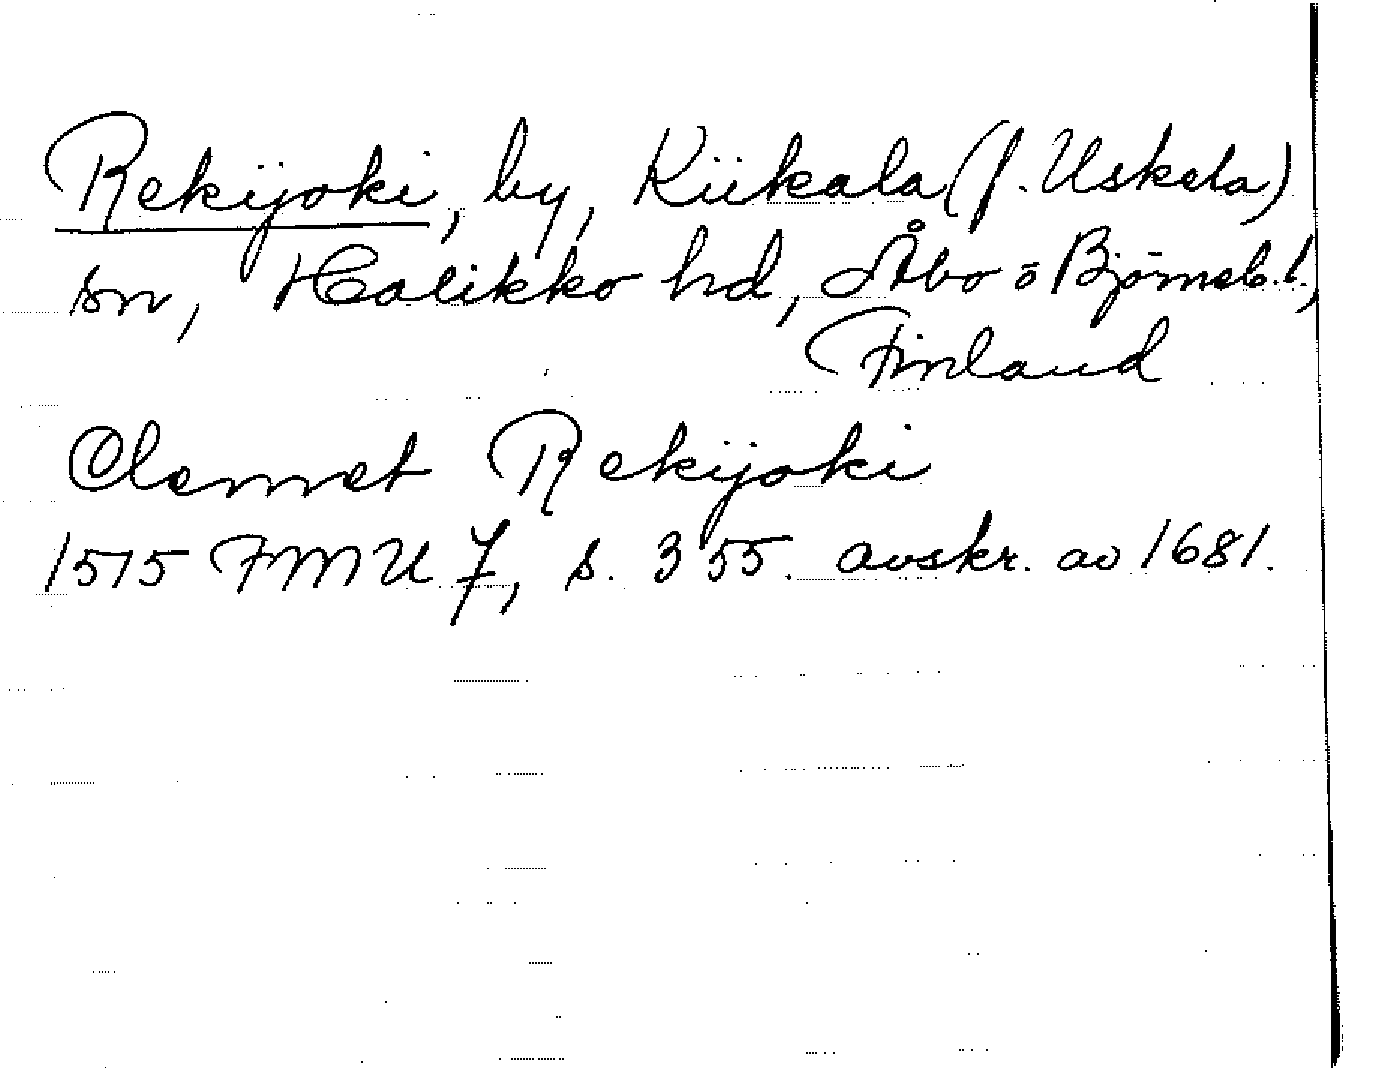 Rekijoki, by, Kiikala (f. Uskela)
sn, Halikko hd, Åbo o Björneb. l.,
Finland
Clemet Rekijoki
1515 FMU 7, s. 355. avskr. av 1681.